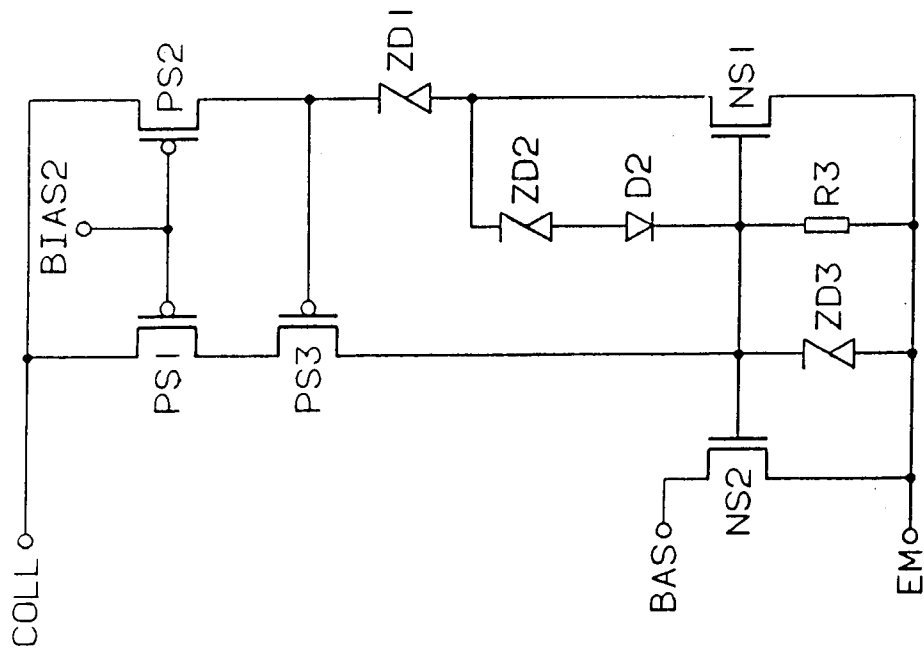 COLL
BIAS2
PS1
PS2
PS3
ZD1
ZD2
D2
NS1
R3
ZD3
NS2
BAS
EM